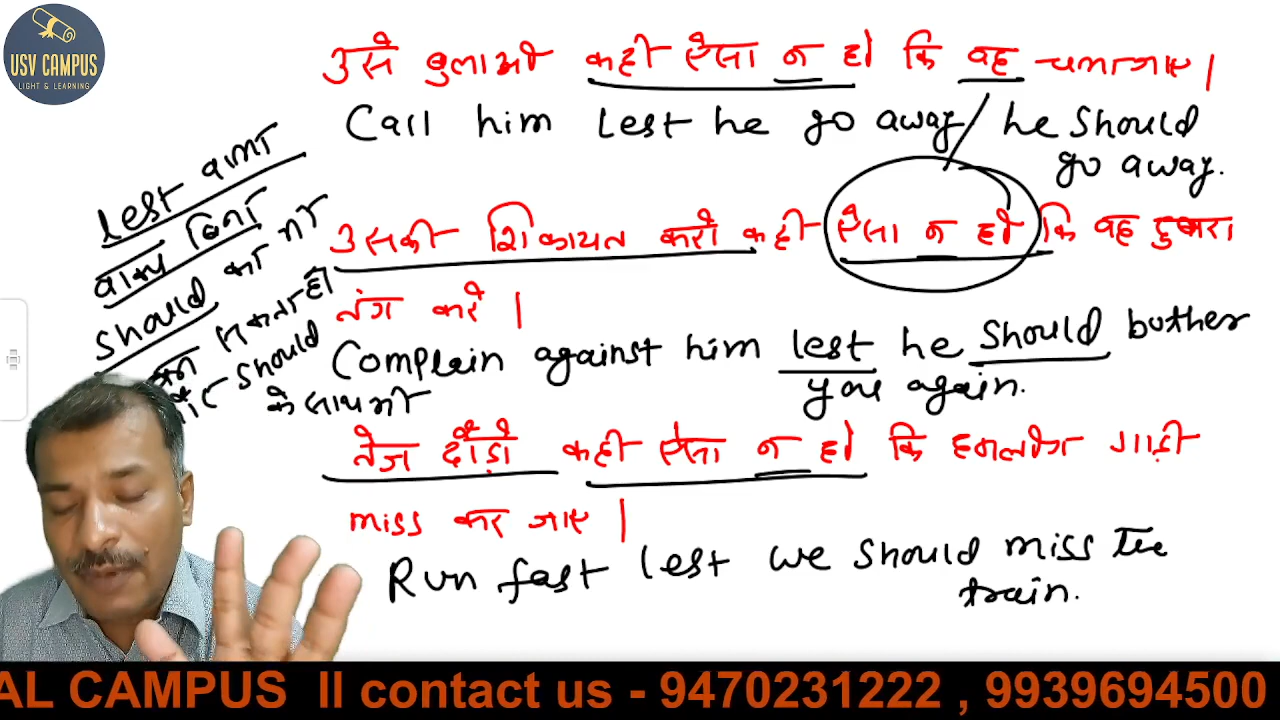 USV CAMPUS
LIGHT & LEARNING
उसे बुलाओ कहीं ऐसा न हो कि वह चला जाए।
Call him lest he go away / he should
go away.
lest वाला
वाक्य बिना
should का भी
सकता है
should
के साथ भी
उसकी शिकायत करो कहीं ऐसा न हो कि वह दुबारा
तंग करे।
Complain against him lest he should bother
you again.
तेज दौड़ो कहीं ऐसा न हो कि हमलोग गाड़ी
miss कर जाए।
Run fast lest we should miss the
train.
AL CAMPUS II contact us - 9470231222 , 9939694500